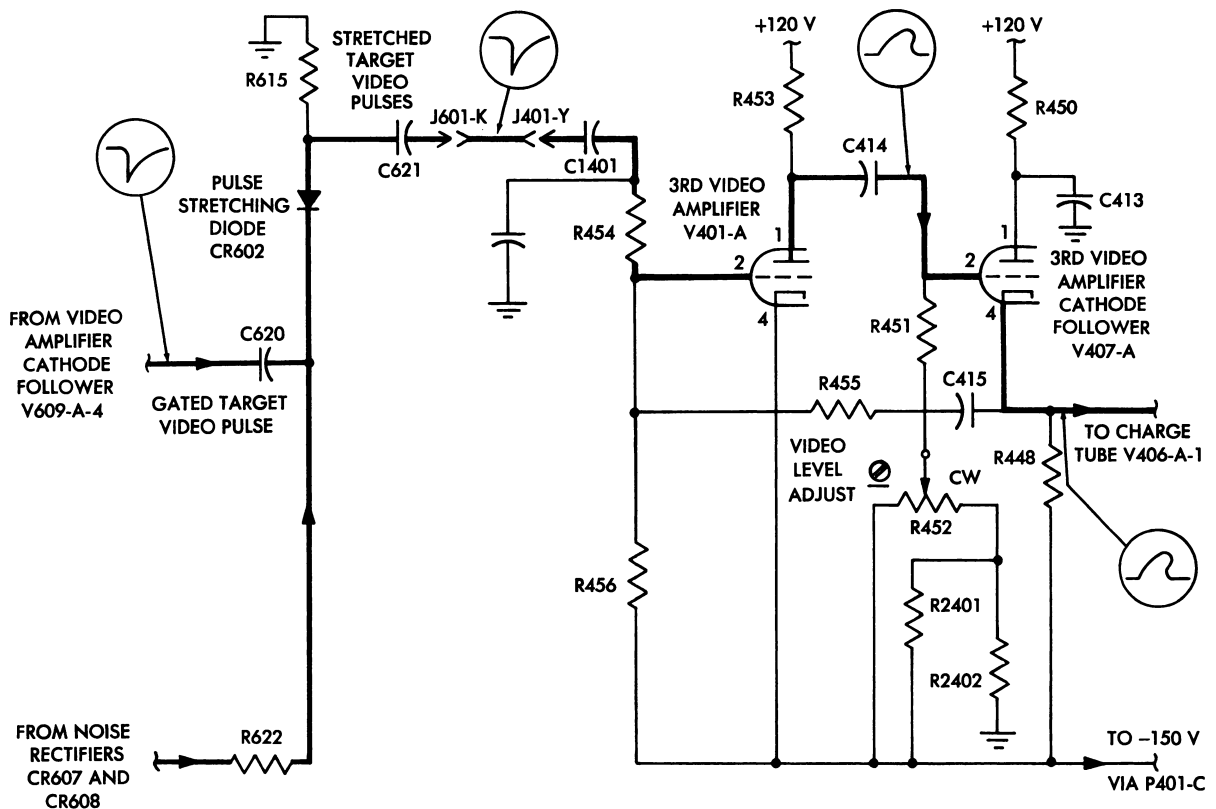 +120 V
+120 V
R615
STRETCHED
TARGET
VIDEO
PULSES
J601-K
J401-Y
C621
C1401
R453
R450
C414
C413
PULSE
STRETCHING
DIODE
CR602
R454
3RD VIDEO
AMPLIFIER
V401-A
1
2
4
1
2
4
3RD VIDEO
AMPLIFIER
CATHODE
FOLLOWER
V407-A
FROM VIDEO
AMPLIFIER
CATHODE
FOLLOWER
V609-A-4
C620
GATED TARGET
VIDEO PULSE
R451
R455
C415
TO CHARGE
TUBE V406-A-1
VIDEO
LEVEL
ADJUST
CW
R452
R448
R456
R2401
R2402
FROM NOISE
RECTIFIERS
CR607 AND
CR608
R622
TO –150 V
VIA P401-C